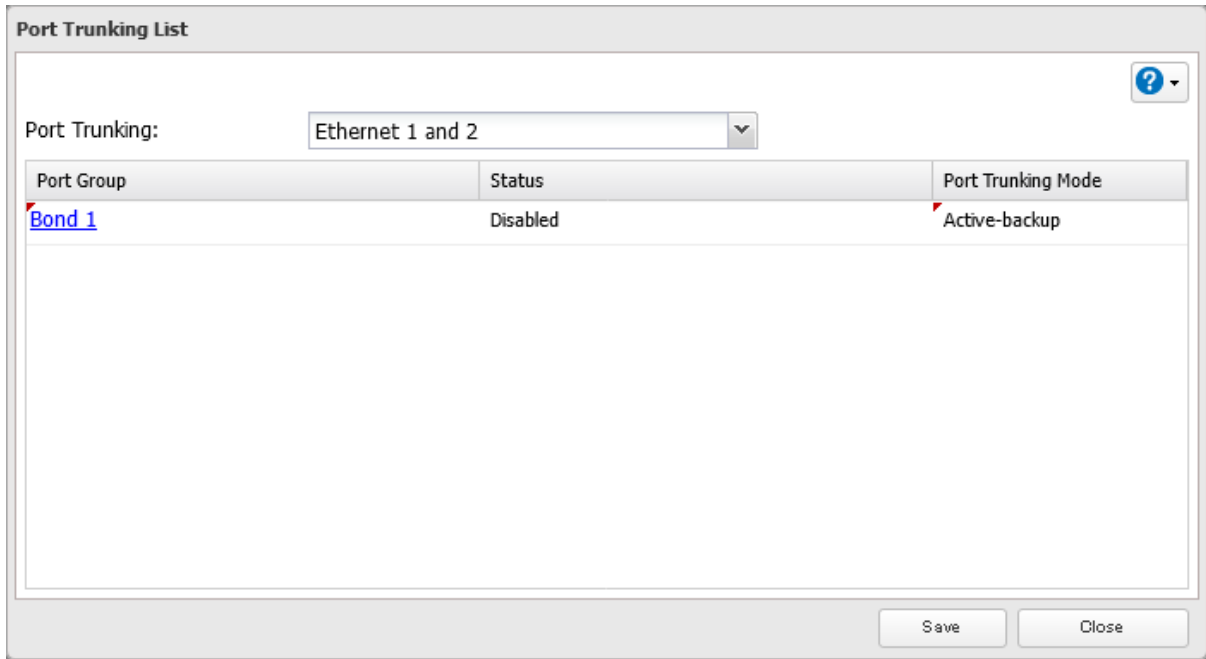 Port Trunking List
?
Port Trunking: Ethernet 1 and 2
Port Group Status Port Trunking Mode
Bond 1 Disabled Active-backup
Save Close